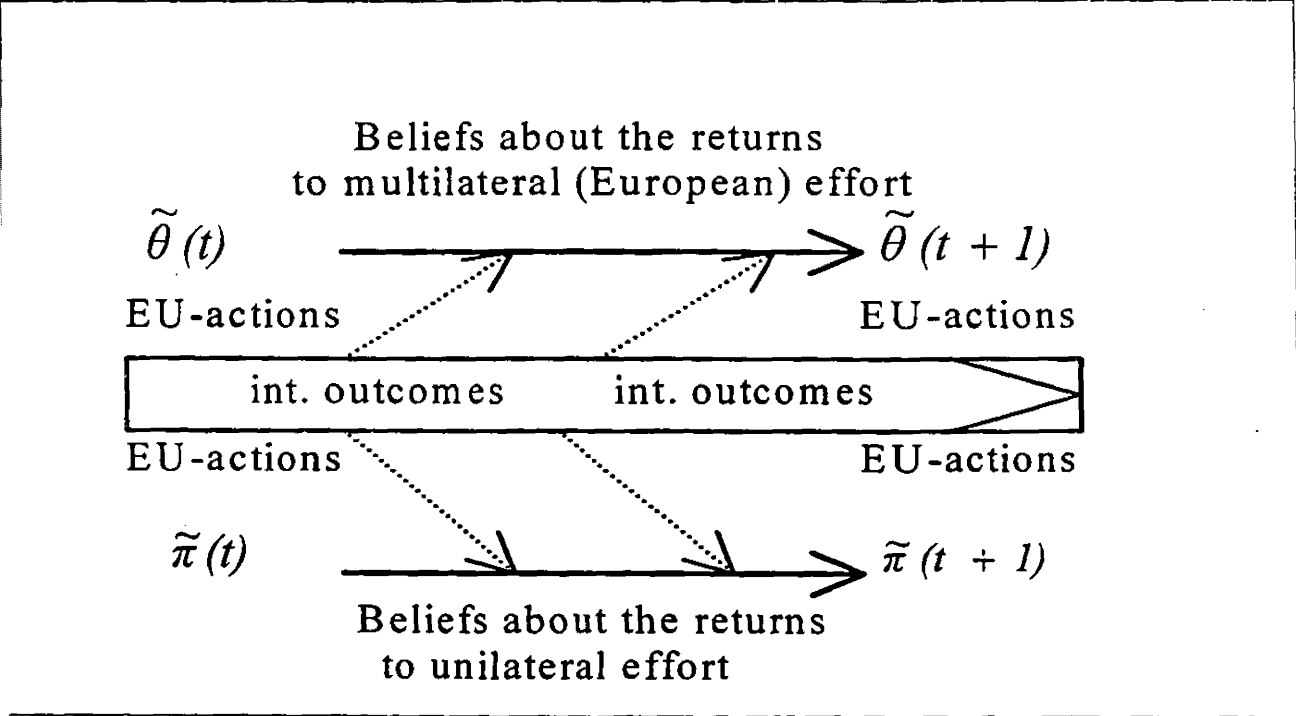 Beliefs about the returns
to multilateral (European) effort
θ̃ (t) θ̃ (t + 1)
EU-actions EU-actions
int. outcomes int. outcomes
EU-actions EU-actions
π̃ (t) π̃ (t + 1)
Beliefs about the returns
to unilateral effort